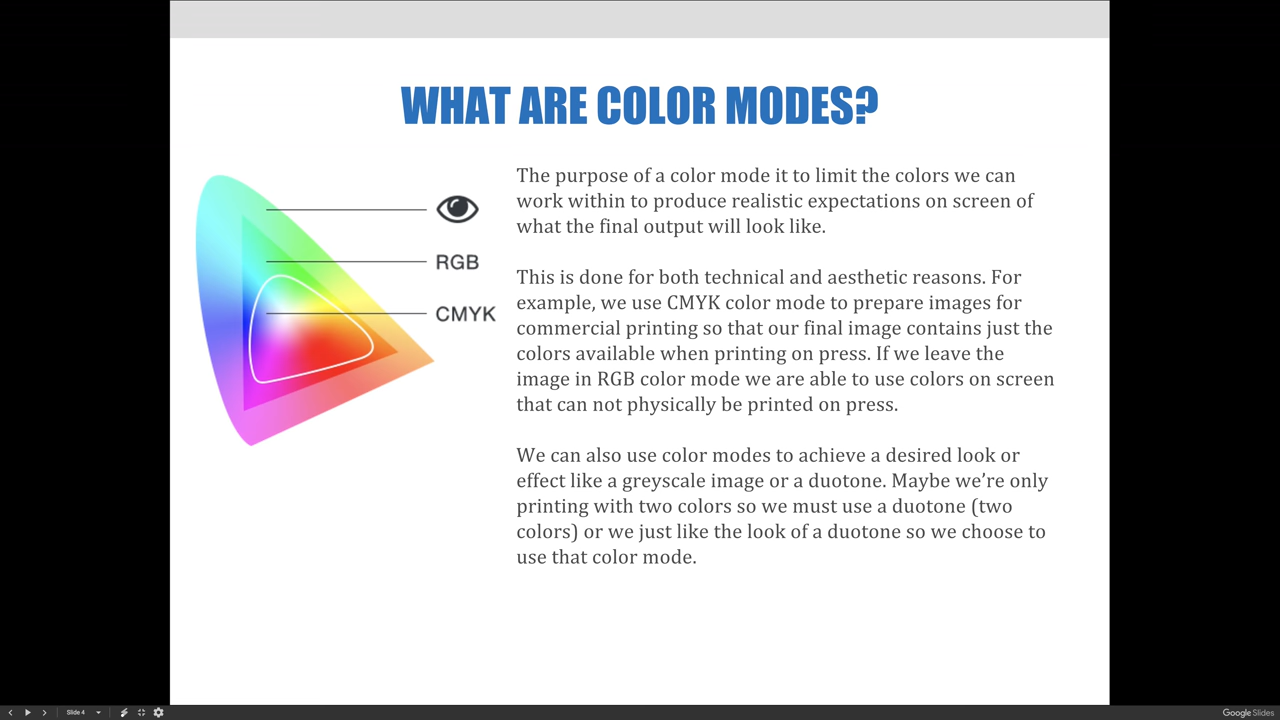 WHAT ARE COLOR MODES?
RGB
CMYK
The purpose of a color mode it to limit the colors we can
work within to produce realistic expectations on screen of
what the final output will look like.
This is done for both technical and aesthetic reasons. For
example, we use CMYK color mode to prepare images for
commercial printing so that our final image contains just the
colors available when printing on press. If we leave the
image in RGB color mode we are able to use colors on screen
that can not physically be printed on press.
We can also use color modes to achieve a desired look or
effect like a greyscale image or a duotone. Maybe we’re only
printing with two colors so we must use a duotone (two
colors) or we just like the look of a duotone so we choose to
use that color mode.
Slide 4
Google Slides